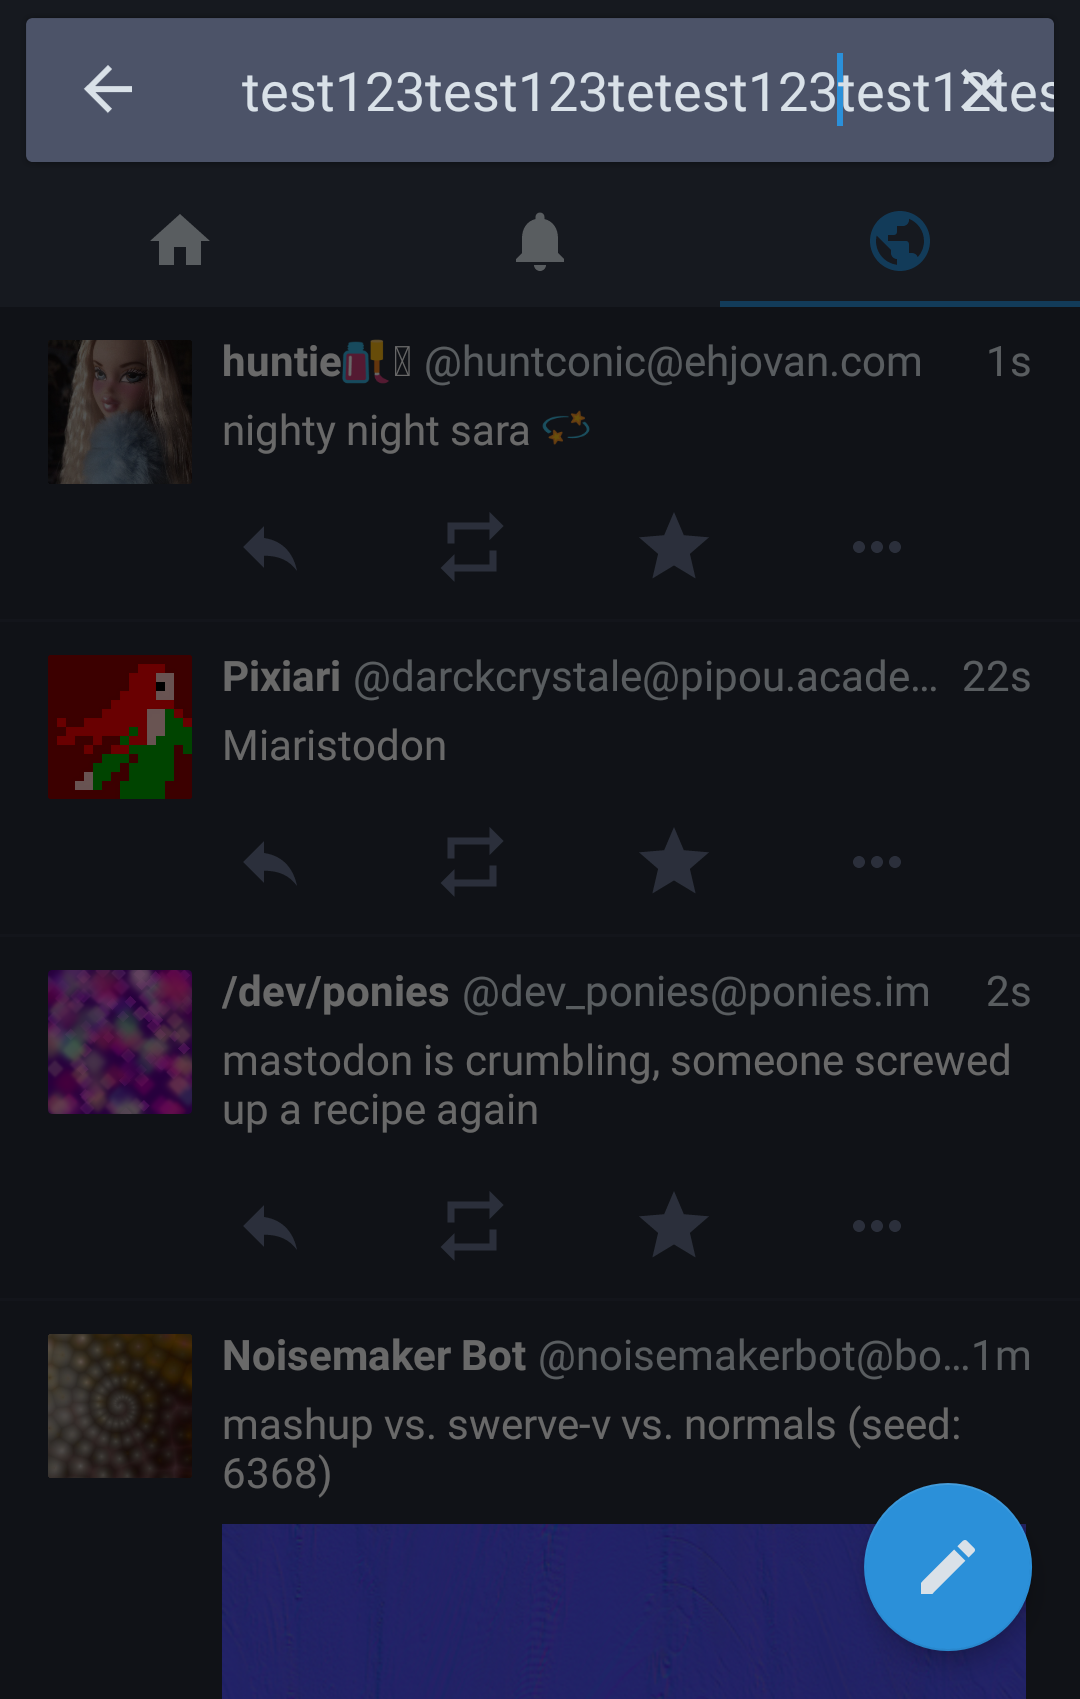 test123test123tetest123test12tes
huntie @huntconic@ehjovan.com 1s
nighty night sara
Pixiari @darckcrystale@pipou.acade... 22s
Miaristodon
/dev/ponies @dev_ponies@ponies.im 2s
mastodon is crumbling, someone screwed
up a recipe again
Noisemaker Bot @noisemakerbot@bo...1m
mashup vs. swerve-v vs. normals (seed:
6368)